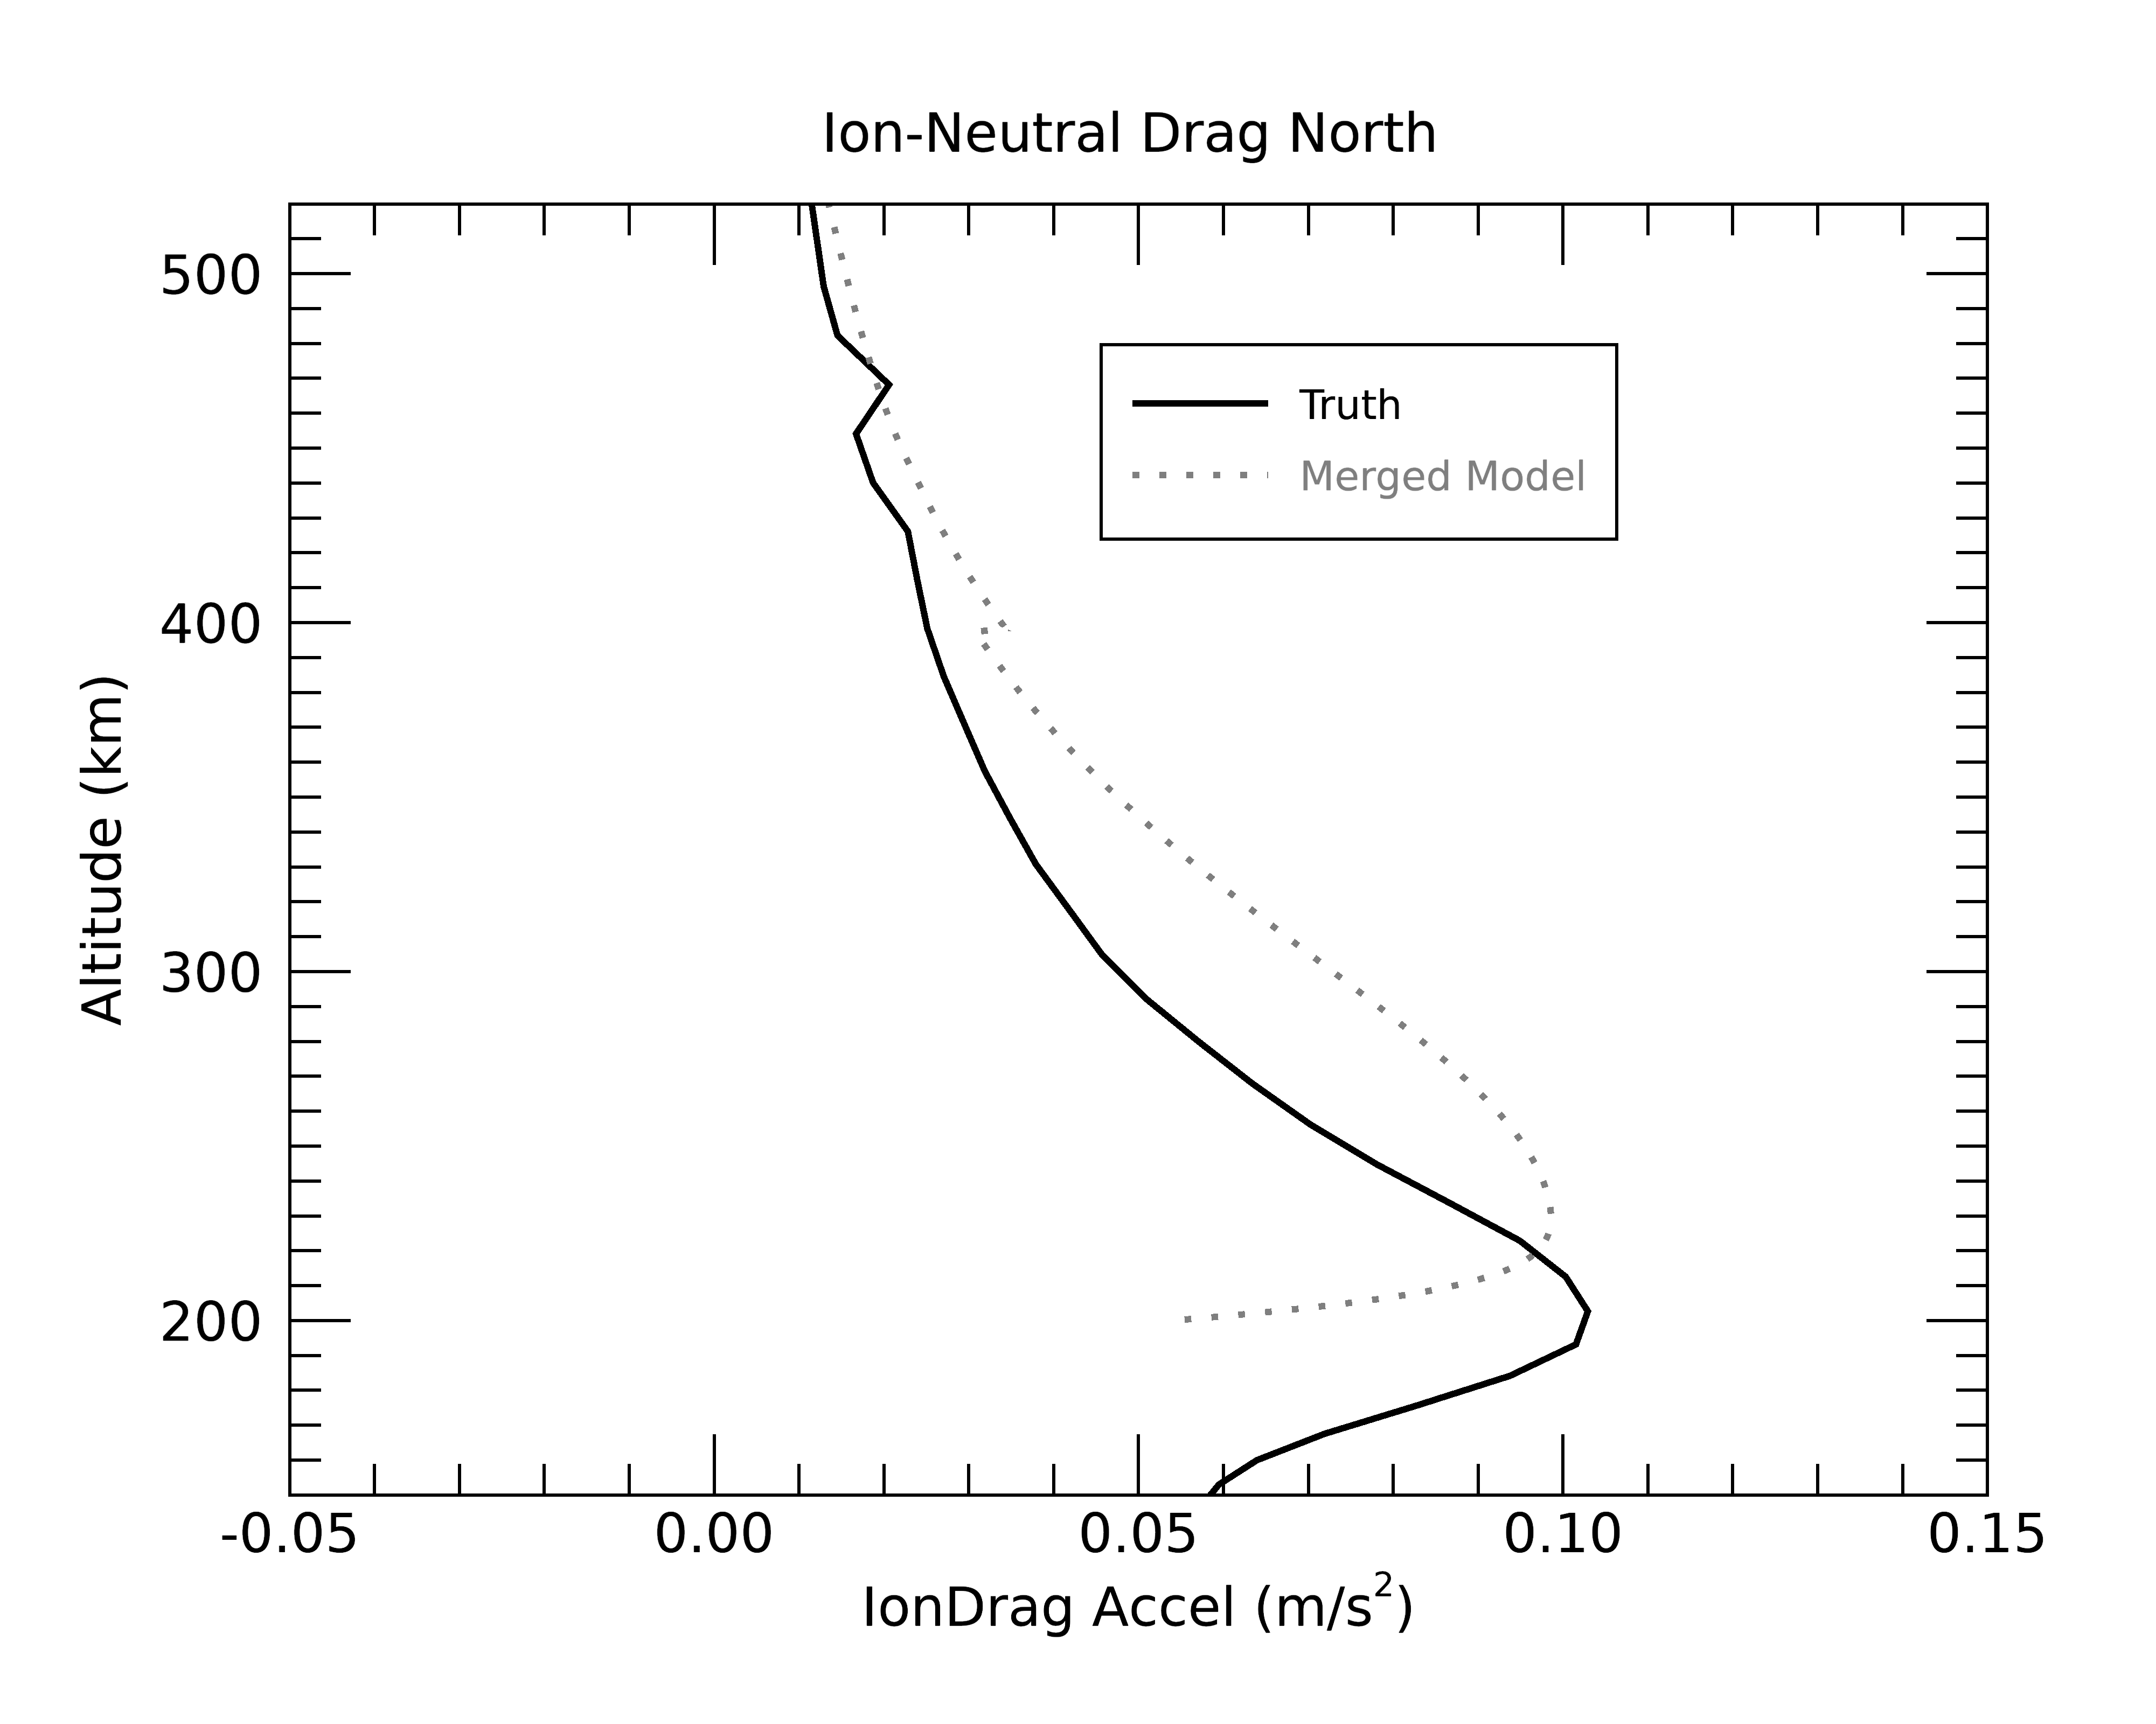 Ion-Neutral Drag North
500
400
300
200
Altitude (km)
Truth
Merged Model
-0.05 0.00 0.05 0.10 0.15
IonDrag Accel (m/s²)